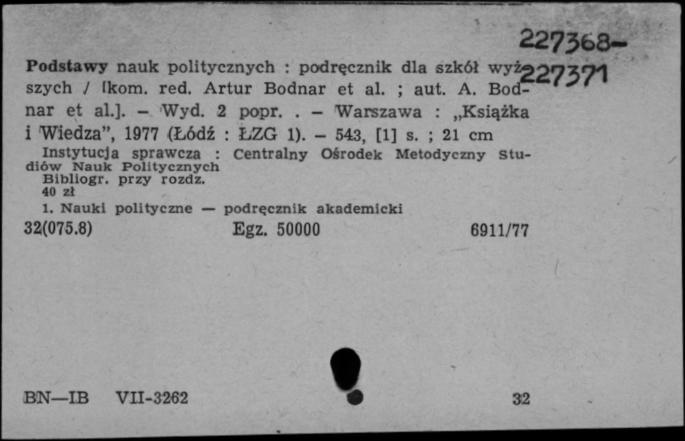 227368-
227371
Podstawy nauk politycznych : podręcznik dla szkół wyż-
szych / [kom. red. Artur Bodnar et al. ; aut. A. Bod-
nar et al.]. — Wyd. 2 popr. . — Warszawa : „Książka
i Wiedza”, 1977 (Łódź : ŁZG 1). — 543, [1] s. ; 21 cm
Instytucja sprawcza : Centralny Ośrodek Metodyczny Stu-
diów Nauk Politycznych
Bibliogr. przy rozdz.
40 zł
1. Nauki polityczne — podręcznik akademicki
32(075.8) Egz. 50000 6911/77
BN—IB VII-3262 32